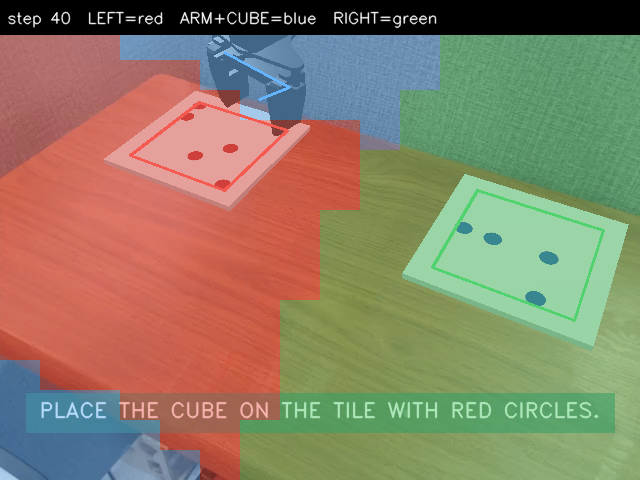 step 40 LEFT=red ARM+CUBE=blue RIGHT=green
PLACE THE CUBE ON THE TILE WITH RED CIRCLES.